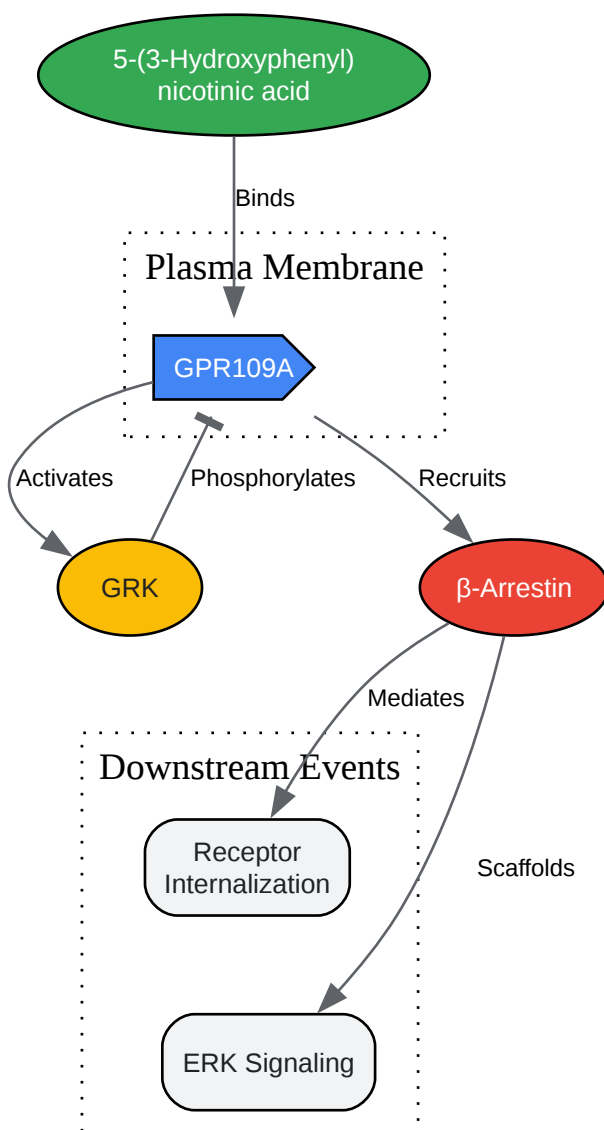 5-(3-Hydroxyphenyl)
nicotinic acid
Binds
Plasma Membrane
GPR109A
Activates
Phosphorylates
Recruits
GRK
β-Arrestin
Mediates
Downstream Events
Receptor
Internalization
Scaffolds
ERK Signaling